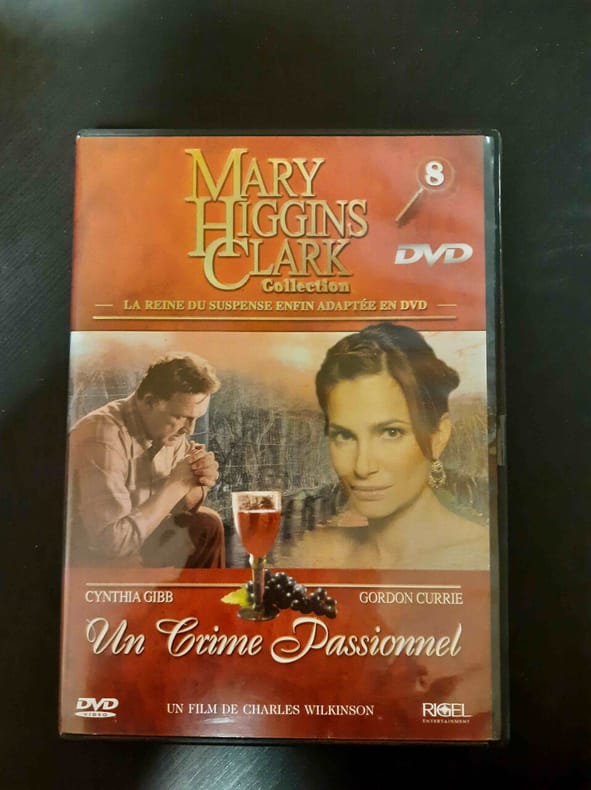 MARY
HIGGINS
CLARK
Collection
8
DVD
LA REINE DU SUSPENSE ENFIN ADAPTÉE EN DVD
CYNTHIA GIBB
GORDON CURRIE
Un Crime Passionnel
DVD
VIDEO
UN FILM DE CHARLES WILKINSON
RIGEL
ENTERTAINMENT